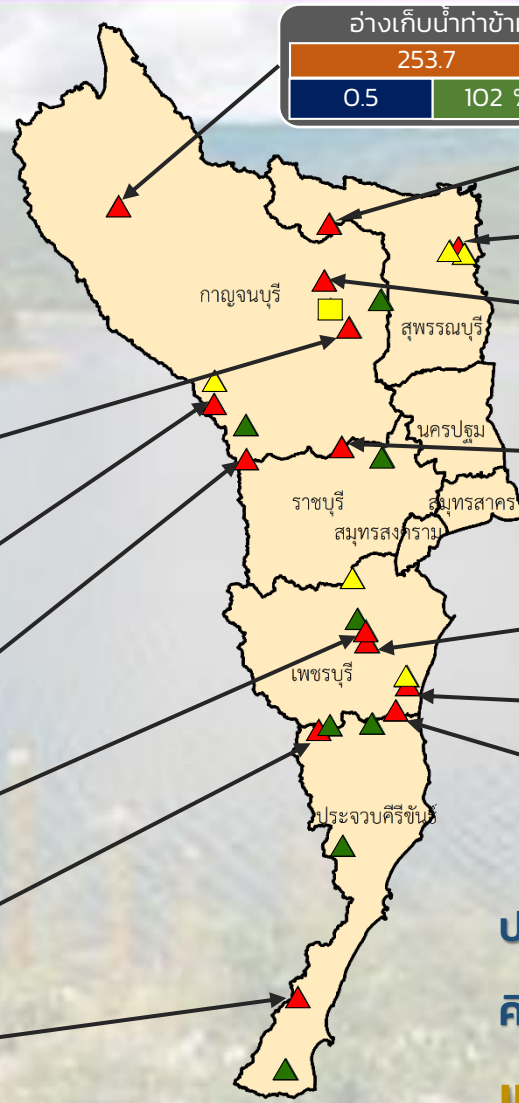 อ่างเก็บน้ำท่าข้าม
253.7
0.5 102 %
กาญจนบุรี
สุพรรณบุรี
นครปฐม
ราชบุรี
สมุทรสาคร
สมุทรสงคราม
เพชรบุรี
ประจวบคีรีขันธ์